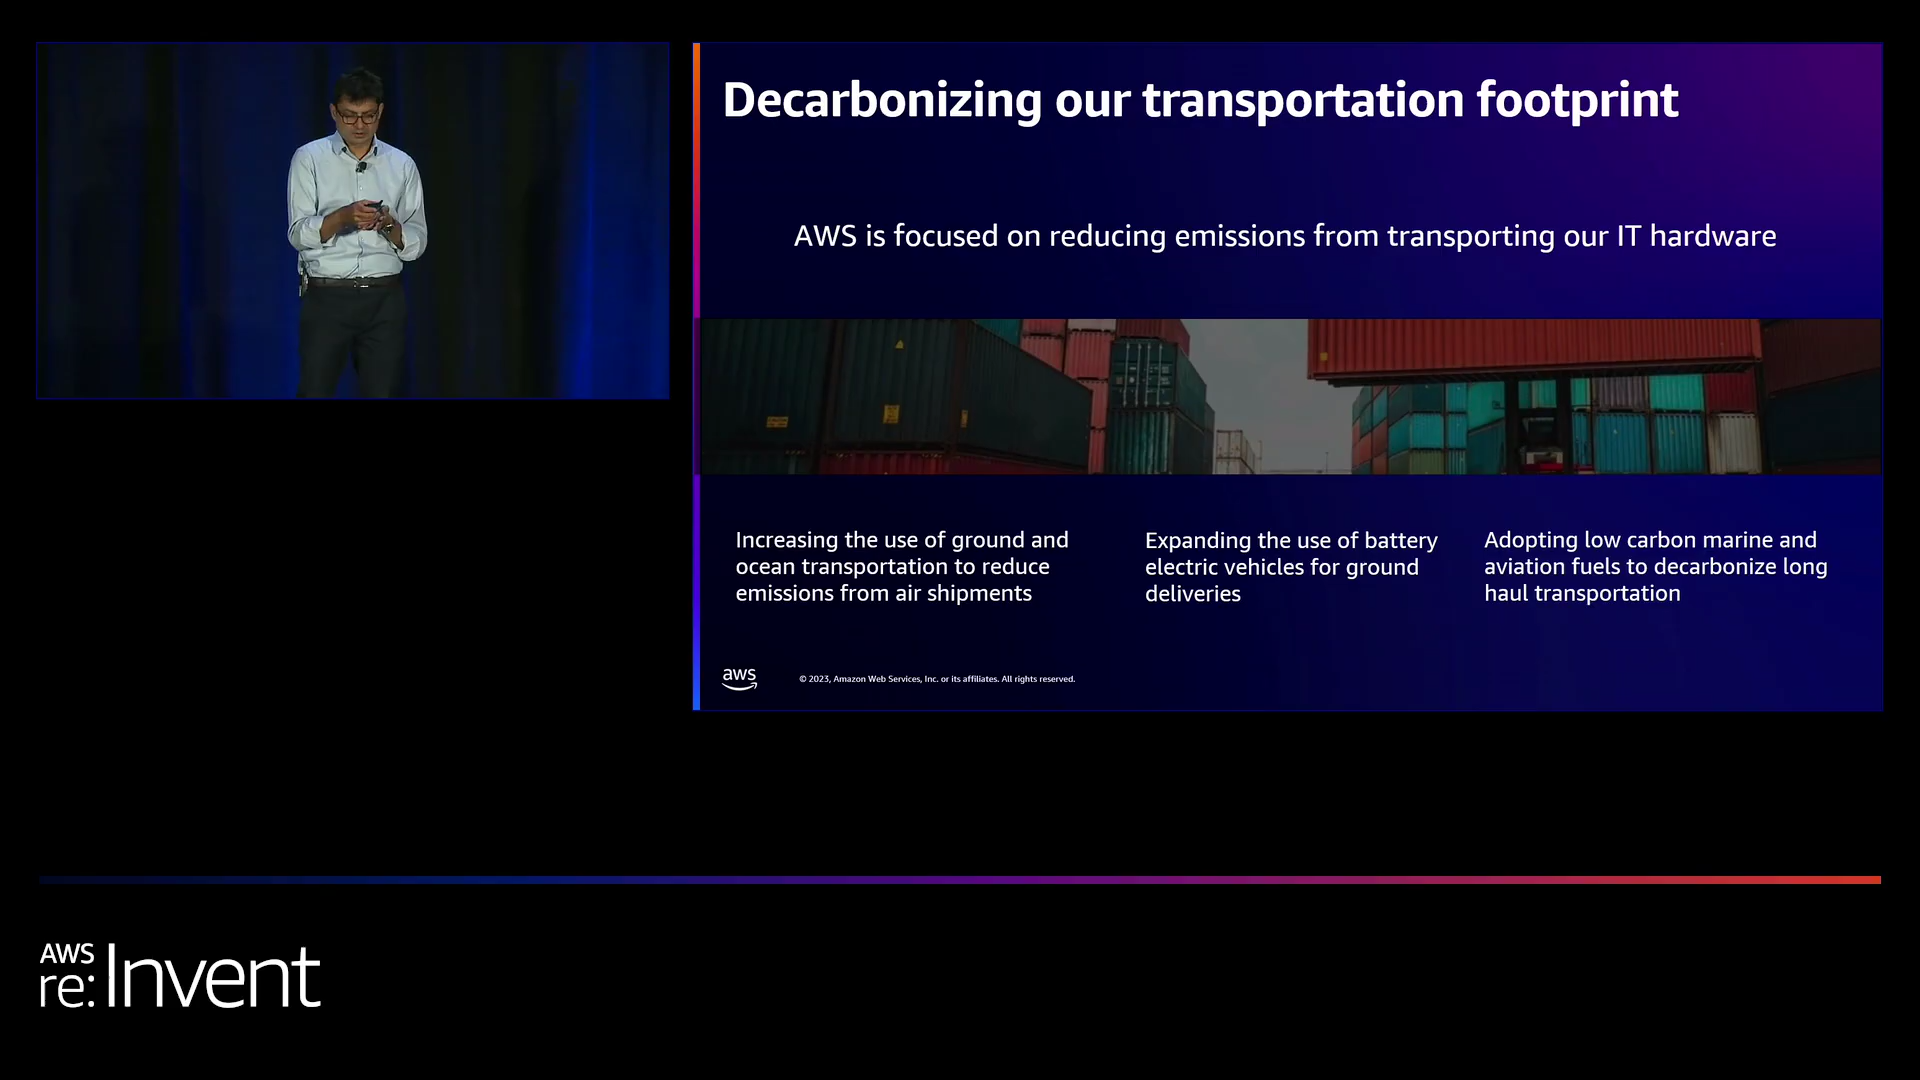 Decarbonizing our transportation footprint
AWS is focused on reducing emissions from transporting our IT hardware
Increasing the use of ground and
ocean transportation to reduce
emissions from air shipments
Expanding the use of battery
electric vehicles for ground
deliveries
Adopting low carbon marine and
aviation fuels to decarbonize long
haul transportation
aws
© 2023, Amazon Web Services, Inc. or its affiliates. All rights reserved.
AWS
re:Invent